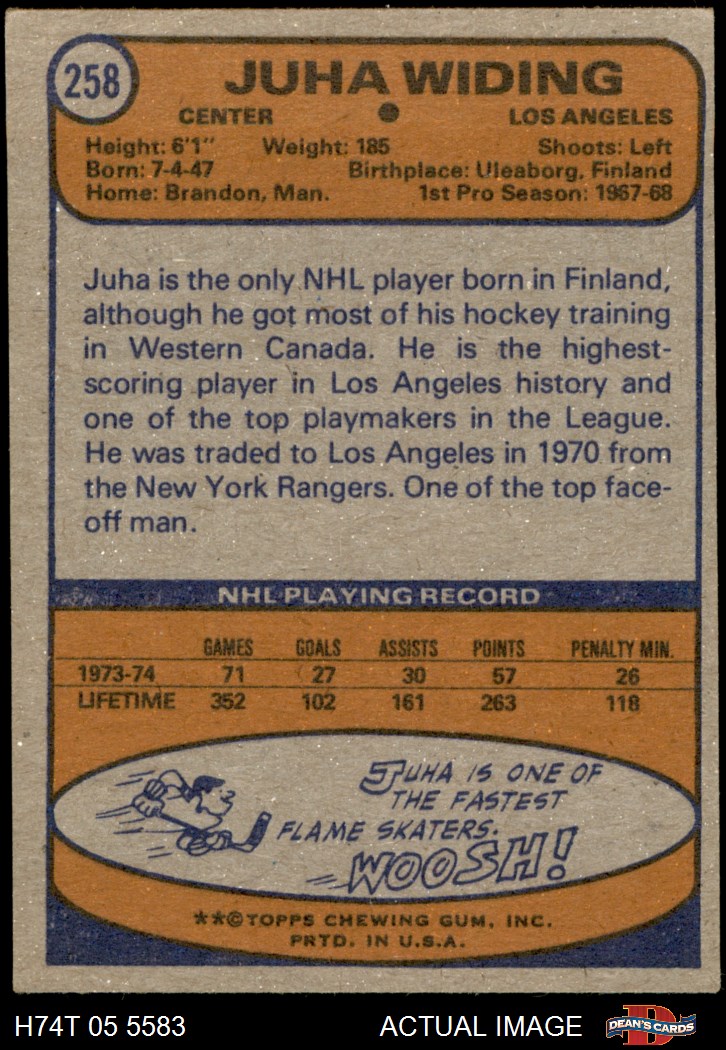 258
JUHA WIDING
CENTER
LOS ANGELES
Height: 6'1" Weight: 185 Shoots: Left
Born: 7-4-47 Birthplace: Uleaborg, Finland
Home: Brandon, Man. 1st Pro Season: 1967-68
Juha is the only NHL player born in Finland,
although he got most of his hockey training
in Western Canada. He is the highest-
scoring player in Los Angeles history and
one of the top playmakers in the League.
He was traded to Los Angeles in 1970 from
the New York Rangers. One of the top face-
off man.
NHL PLAYING RECORD
GAMES GOALS ASSISTS POINTS PENALTY MIN.
1973-74 71 27 30 57 26
LIFETIME 352 102 161 263 118
JUHA IS ONE OF
THE FASTEST
FLAME SKATERS.
WOOSH!
**©TOPPS CHEWING GUM, INC.
PRTD. IN U.S.A.
H74T 05 5583 ACTUAL IMAGE
D
DEAN'S CARDS